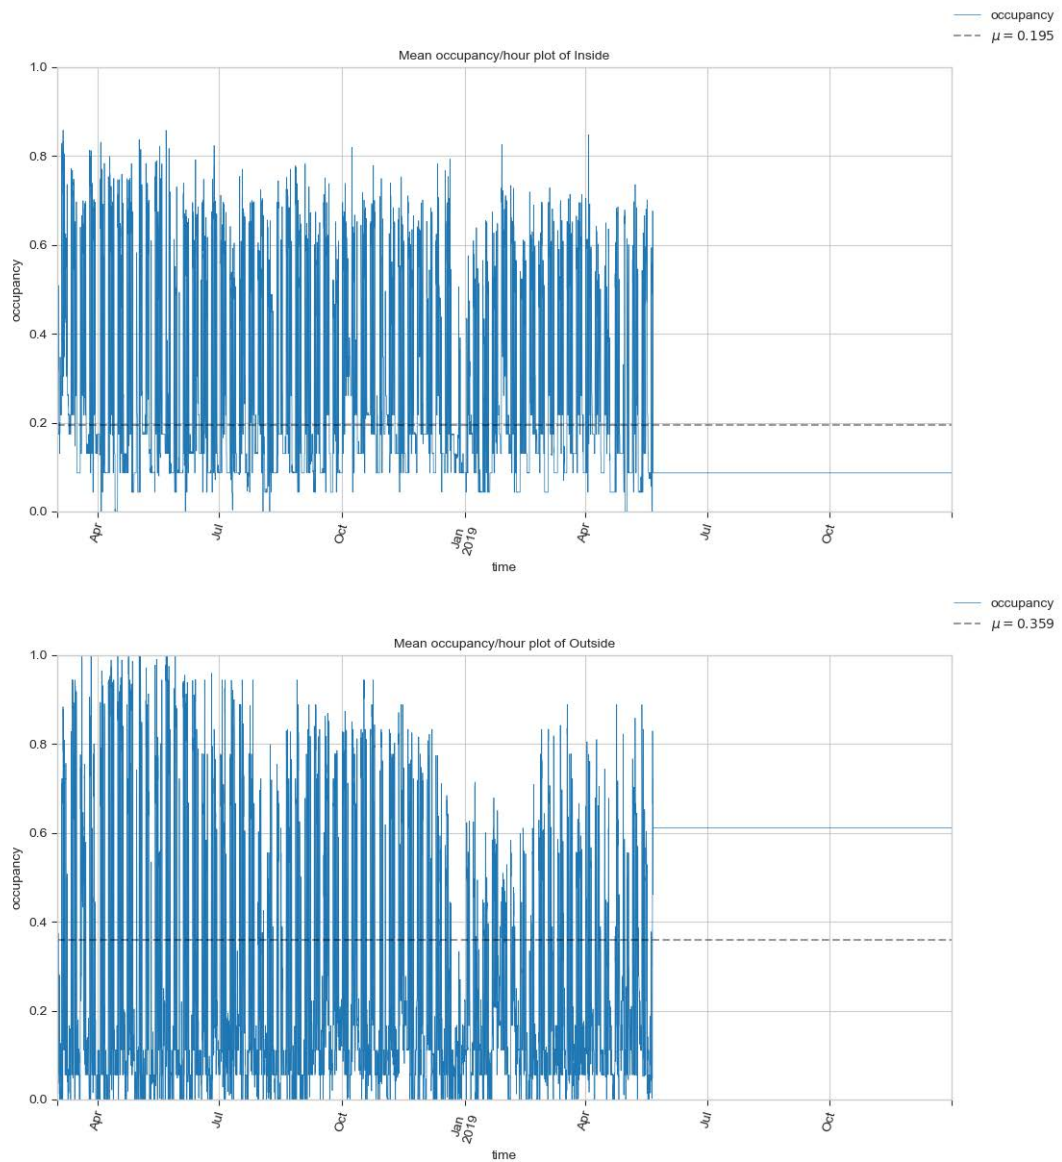 occupancy
μ = 0.195
Mean occupancy/hour plot of Inside
1.0
0.8
0.6
0.4
0.2
0.0
occupancy
Apr
Jul
Oct
Jan
2019
Apr
Jul
Oct
time
occupancy
μ = 0.359
Mean occupancy/hour plot of Outside
1.0
0.8
0.6
0.4
0.2
0.0
occupancy
Apr
Jul
Oct
Jan
2019
Apr
Jul
Oct
time